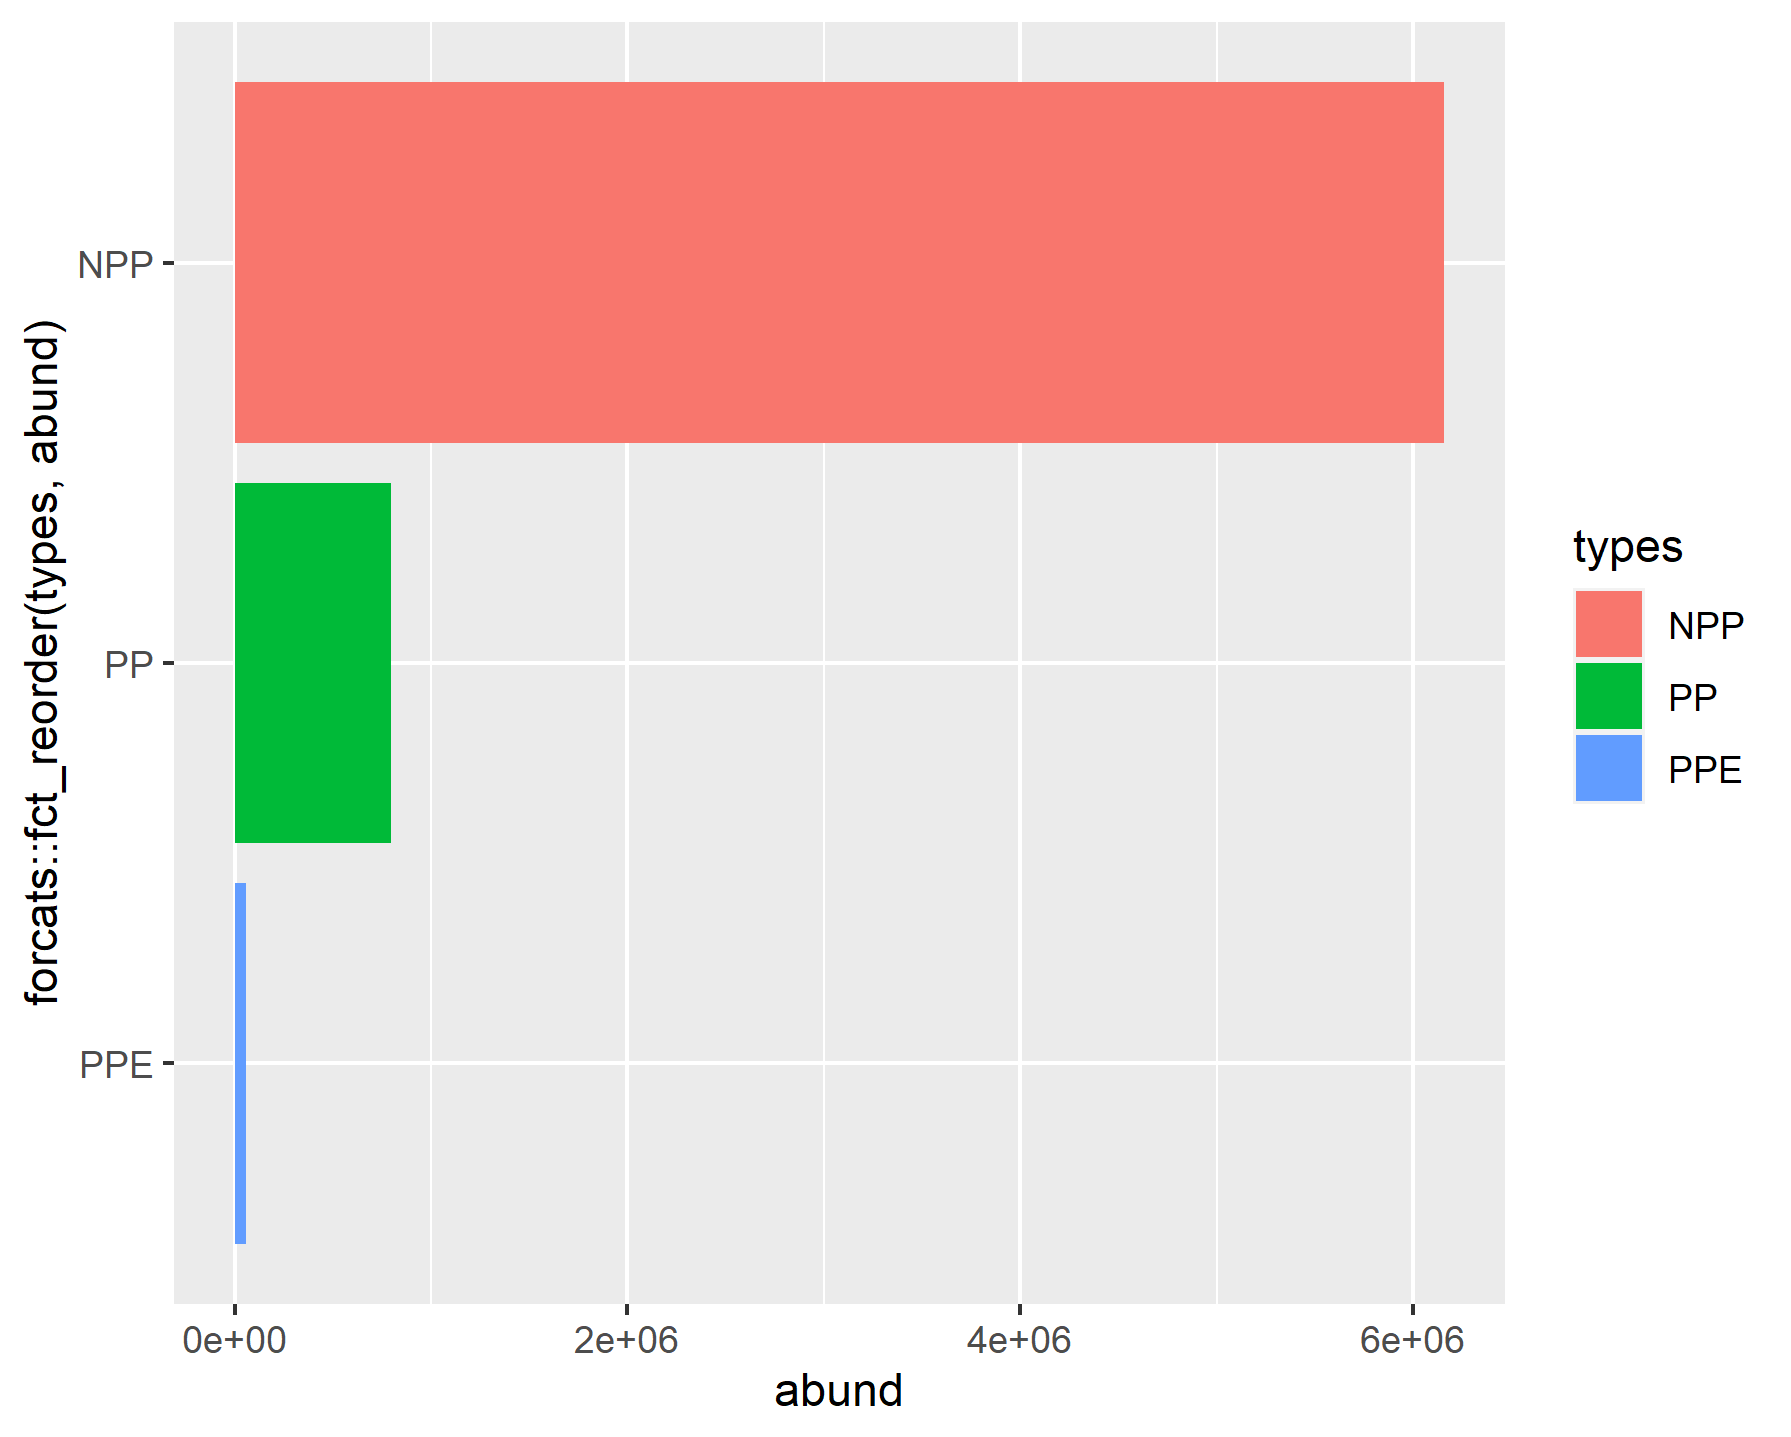 forcats::fct_reorder(types, abund)
NPP
PP
PPE
0e+00 2e+06 4e+06 6e+06
abund
types
NPP
PP
PPE